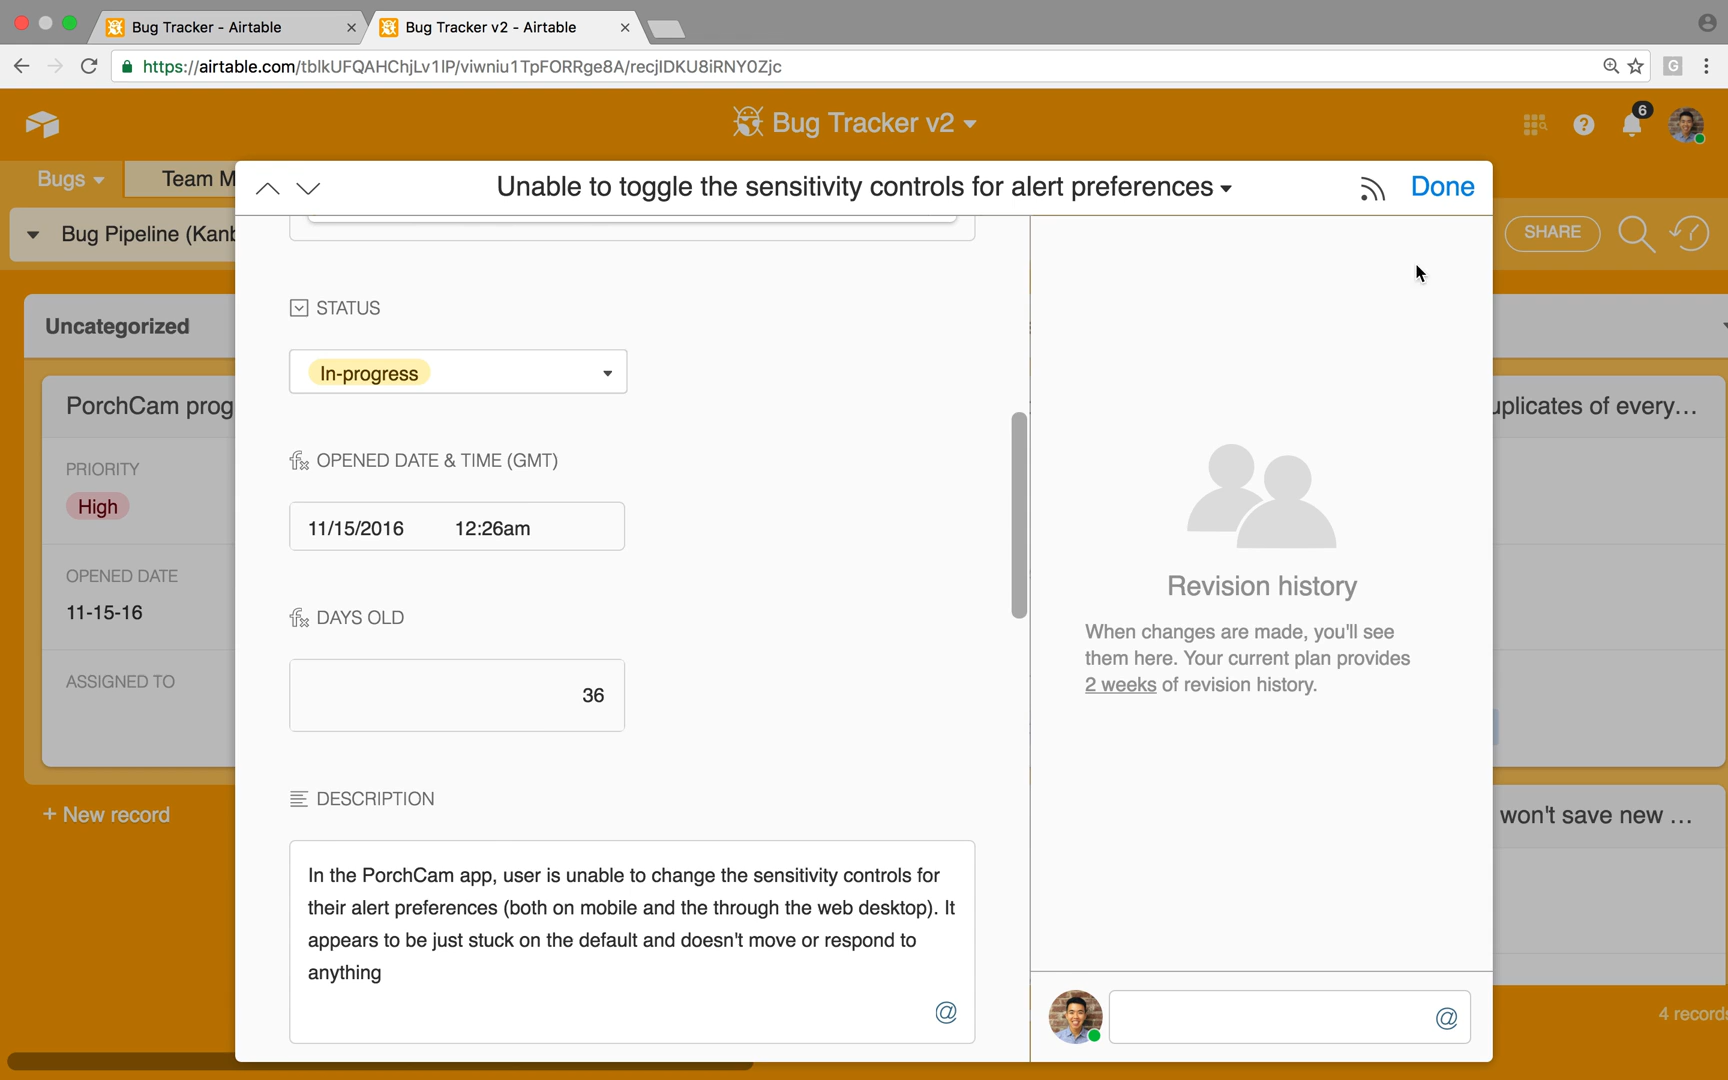 Bug Tracker - Airtable
Bug Tracker v2 - Airtable
https://airtable.com/tblkUFQAHChjLv1IP/viwniu1TpFORRge8A/recjIDKU8iRNY0Zjc
G
Bug Tracker v2
6
Bugs
Team M
Unable to toggle the sensitivity controls for alert preferences
Done
Bug Pipeline (Kanb
SHARE
Uncategorized
STATUS
In-progress
PorchCam prog
uplicates of every...
PRIORITY
High
OPENED DATE & TIME (GMT)
11/15/2016 12:26am
OPENED DATE
11-15-16
DAYS OLD
36
ASSIGNED TO
Revision history
When changes are made, you'll see
them here. Your current plan provides
2 weeks of revision history.
+ New record
won't save new ...
DESCRIPTION
In the PorchCam app, user is unable to change the sensitivity controls for
their alert preferences (both on mobile and the through the web desktop). It
appears to be just stuck on the default and doesn't move or respond to
anything
@
@
4 records